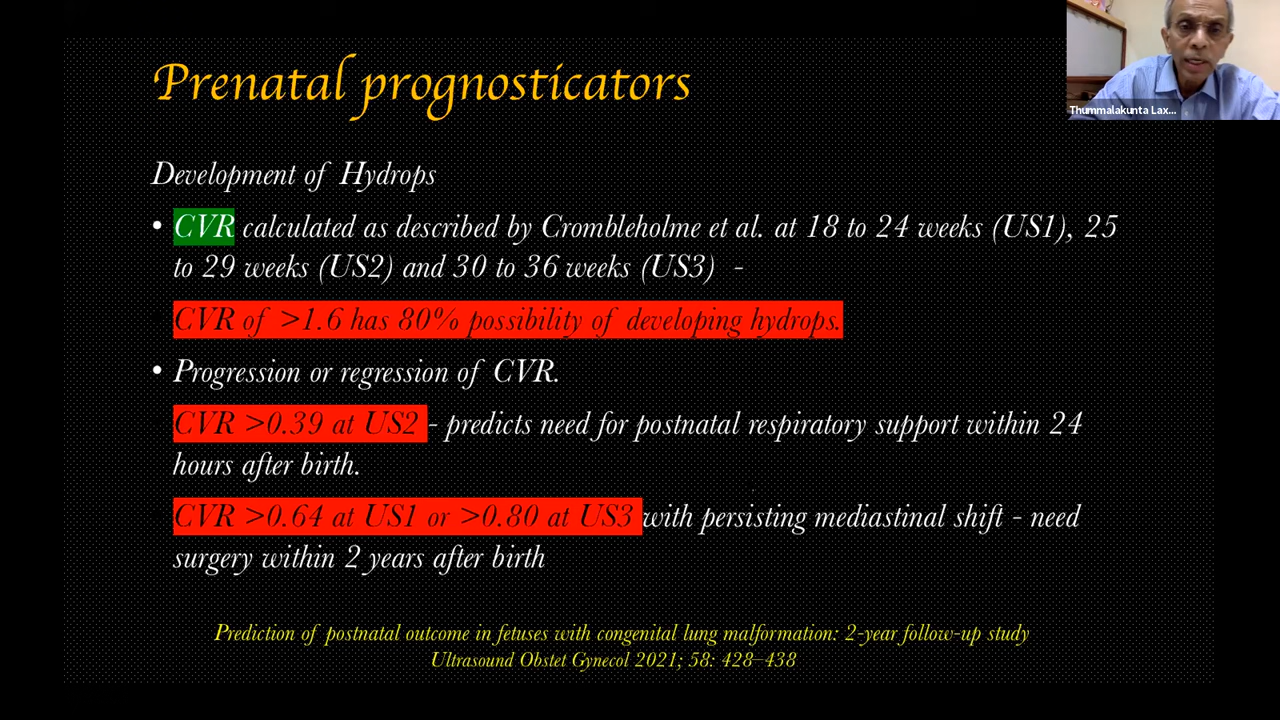 Prenatal prognosticators
Thummalakunta Lax...
Development of Hydrops
• CVR calculated as described by Crombleholme et al. at 18 to 24 weeks (US1), 25
to 29 weeks (US2) and 30 to 36 weeks (US3) -
CVR of >1.6 has 80% possibility of developing hydrops.
• Progression or regression of CVR.
CVR >0.39 at US2 - predicts need for postnatal respiratory support within 24
hours after birth.
CVR >0.64 at US1 or >0.80 at US3 with persisting mediastinal shift - need
surgery within 2 years after birth
Prediction of postnatal outcome in fetuses with congenital lung malformation: 2-year follow-up study
Ultrasound Obstet Gynecol 2021; 58: 428–438